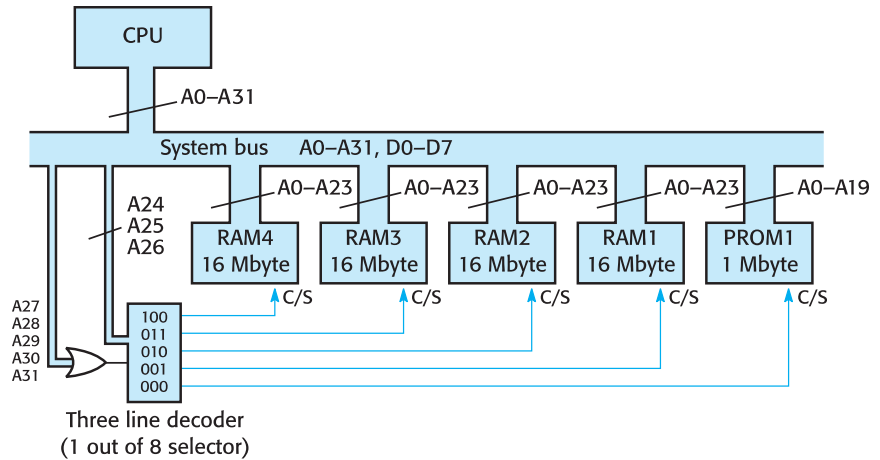 CPU
A0–A31
System bus A0–A31, D0–D7
A0–A23
A0–A23
A0–A23
A0–A23
A0–A19
A24
A25
A26
RAM4
16 Mbyte
RAM3
16 Mbyte
RAM2
16 Mbyte
RAM1
16 Mbyte
PROM1
1 Mbyte
C/S
C/S
C/S
C/S
C/S
A27
A28
A29
A30
A31
100
011
010
001
000
Three line decoder
(1 out of 8 selector)